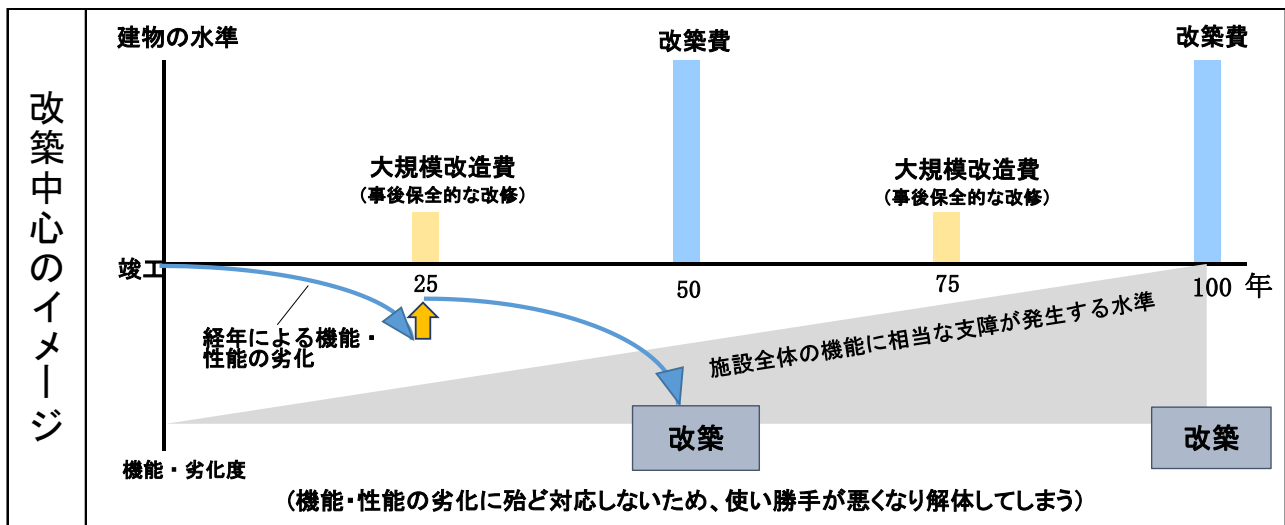 改築中心のイメージ
建物の水準
改築費
改築費
大規模改造費
(事後保全的な改修)
大規模改造費
(事後保全的な改修)
竣工
25
50
75
100
年
経年による機能・
性能の劣化
施設全体の機能に相当な支障が発生する水準
改築
改築
機能・劣化度
(機能・性能の劣化に殆ど対応しないため、使い勝手が悪くなり解体してしまう)